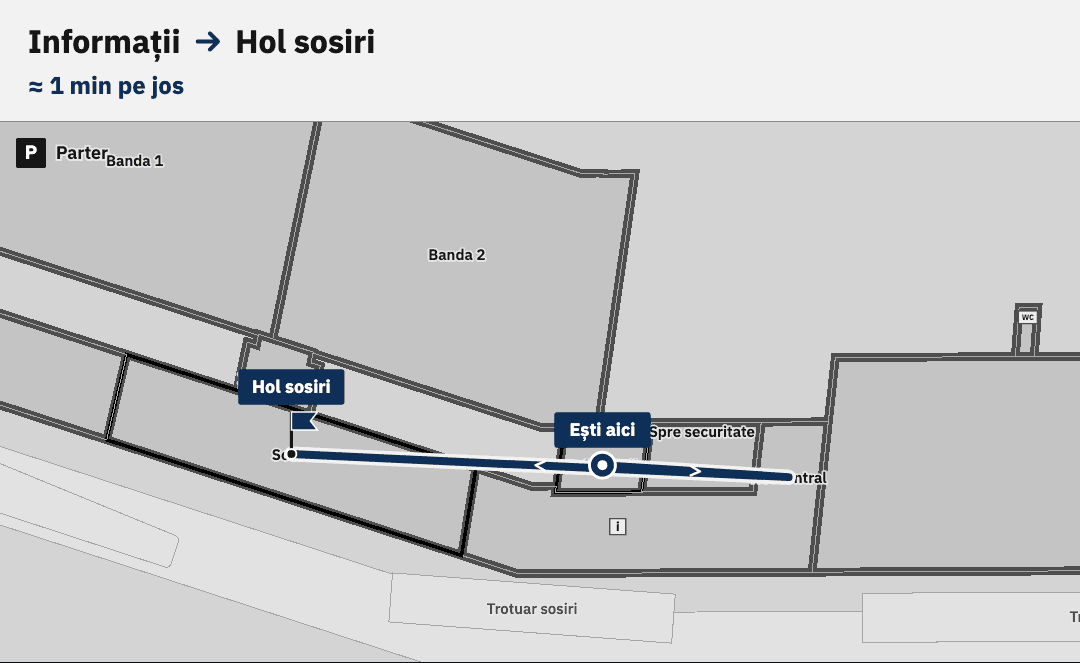 Informații → Hol sosiri
≈ 1 min pe jos
P Parter
Banda 1
Banda 2
wc
Hol sosiri
Ești aici
Spre securitate
i
Trotuar sosiri